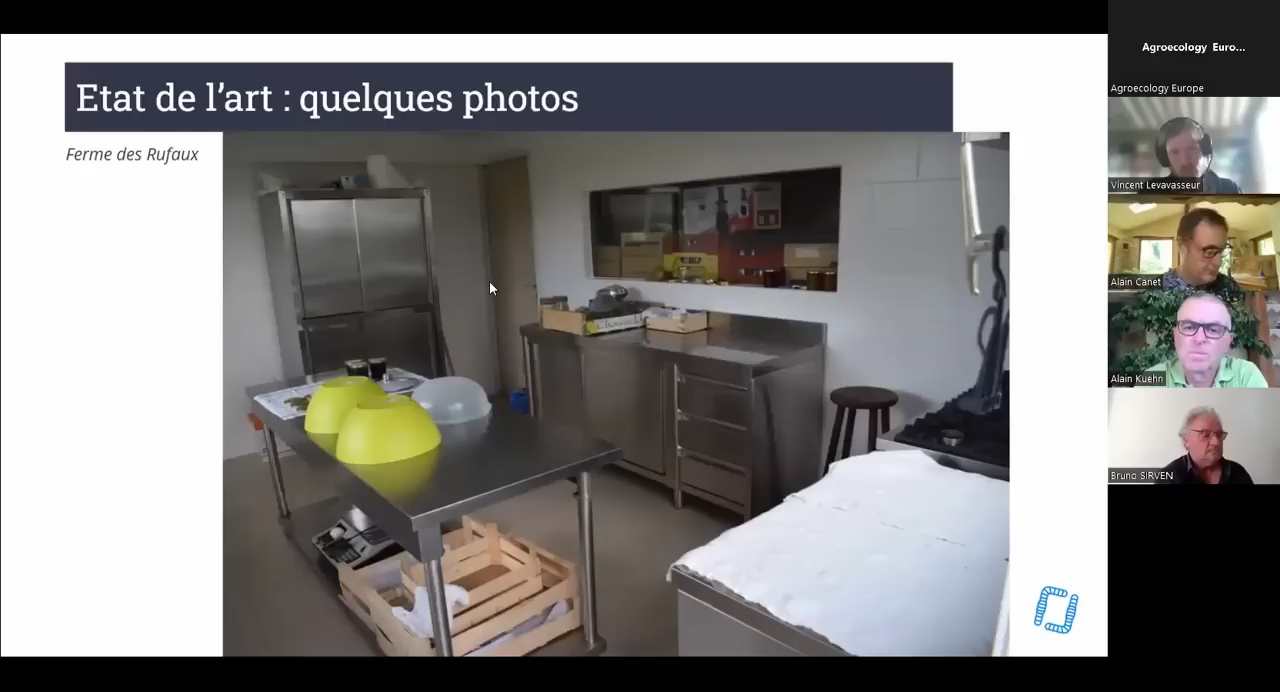 Etat de l’art : quelques photos
Ferme des Rufaux
Agroecology Euro...
Agroecology Europe
Vincent Levavasseur
Alain Canet
Alain Kuehn
Bruno SIRVEN